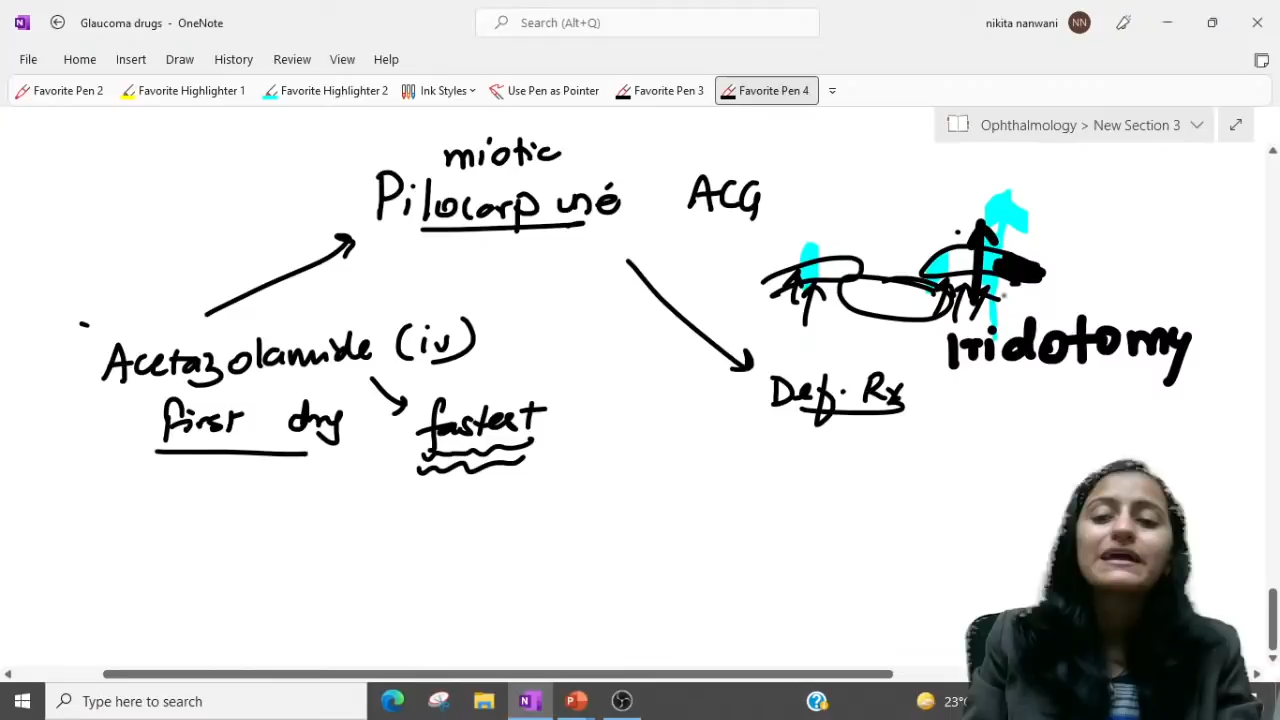 Glaucoma drugs - OneNote
Search (Alt+Q)
nikita nanwani NN
File Home Insert Draw History Review View Help
Favorite Pen 2 Favorite Highlighter 1 Favorite Highlighter 2 Ink Styles Use Pen as Pointer Favorite Pen 3 Favorite Pen 4
Ophthalmology > New Section 3
miotic
Pilocarpine ACG
Iridotomy
Acetazolamide (iv)
Def. Rx
first drug fastest
Type here to search
23°